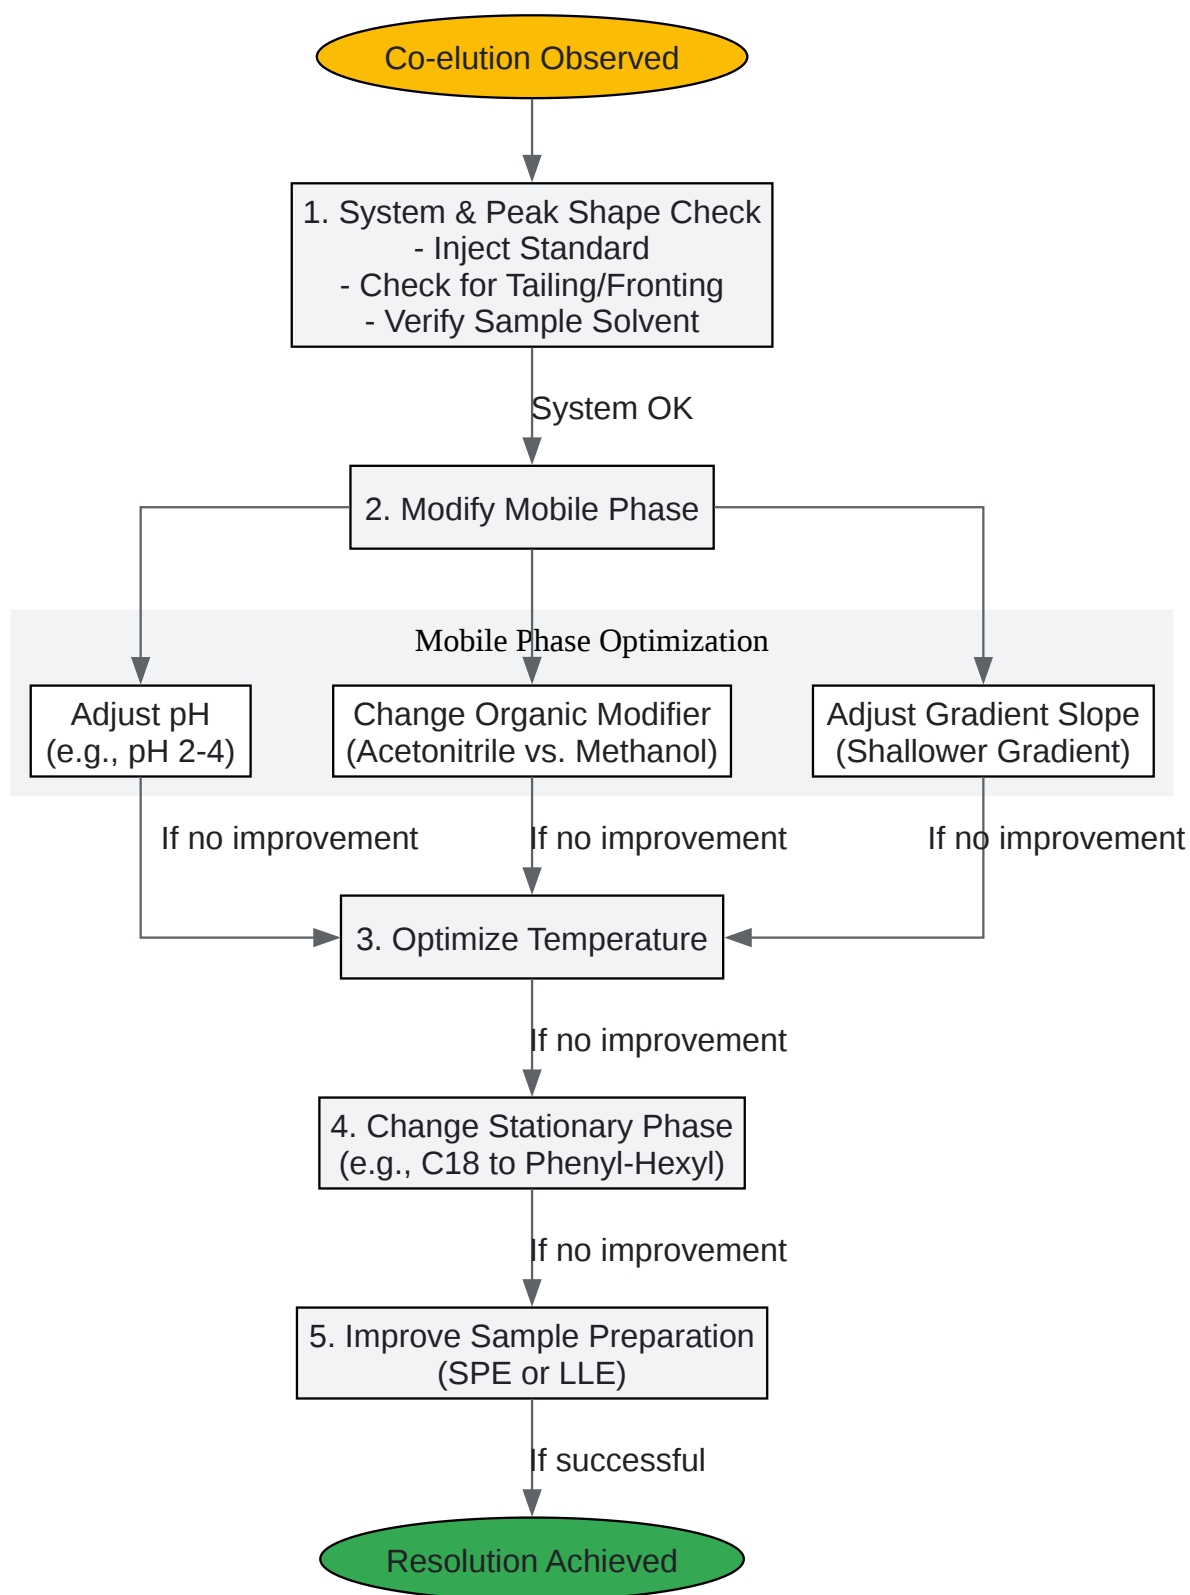 Co-elution Observed
1. System & Peak Shape Check
- Inject Standard
- Check for Tailing/Fronting
- Verify Sample Solvent
System OK
2. Modify Mobile Phase
Mobile Phase Optimization
Adjust pH
(e.g., pH 2-4)
Change Organic Modifier
(Acetonitrile vs. Methanol)
Adjust Gradient Slope
(Shallower Gradient)
If no improvement
If no improvement
If no improvement
3. Optimize Temperature
If no improvement
4. Change Stationary Phase
(e.g., C18 to Phenyl-Hexyl)
If no improvement
5. Improve Sample Preparation
(SPE or LLE)
If successful
Resolution Achieved